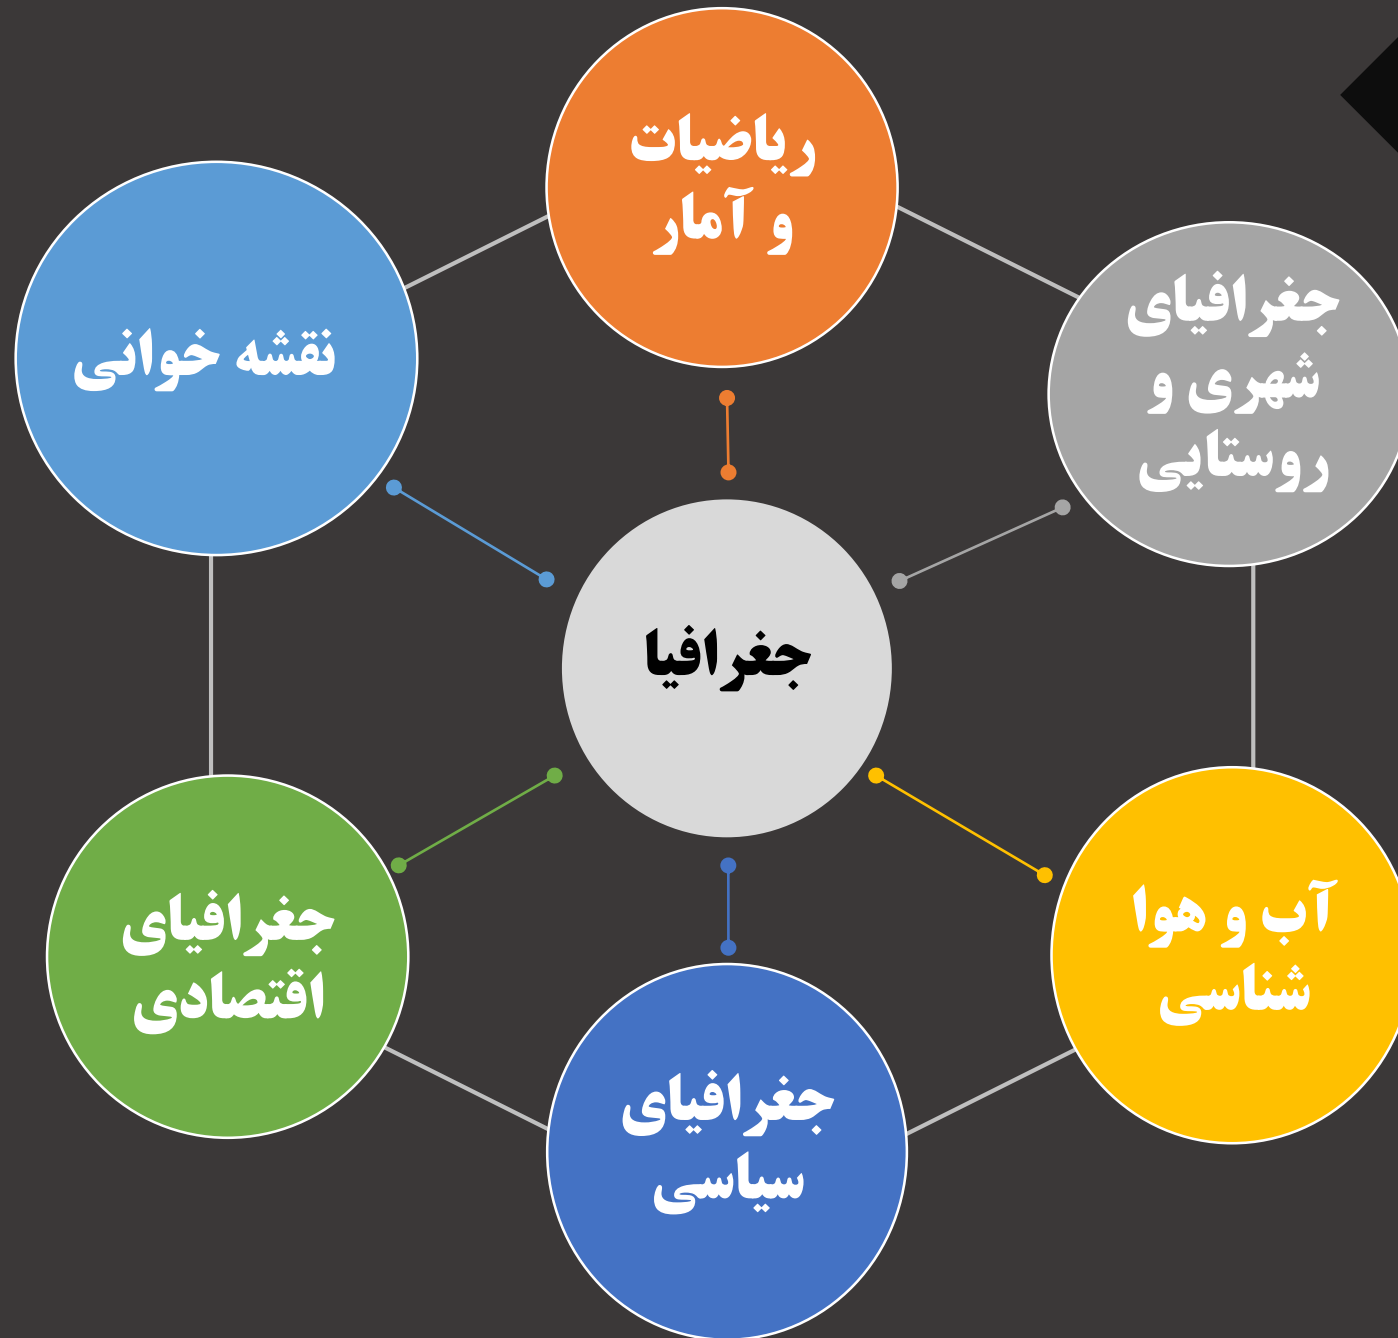 ریاضیات
و آمار
جغرافیای
شهری و
روستایی
نقشه خوانی
جغرافیا
آب و هوا
شناسی
جغرافیای
اقتصادی
جغرافیای
سیاسی